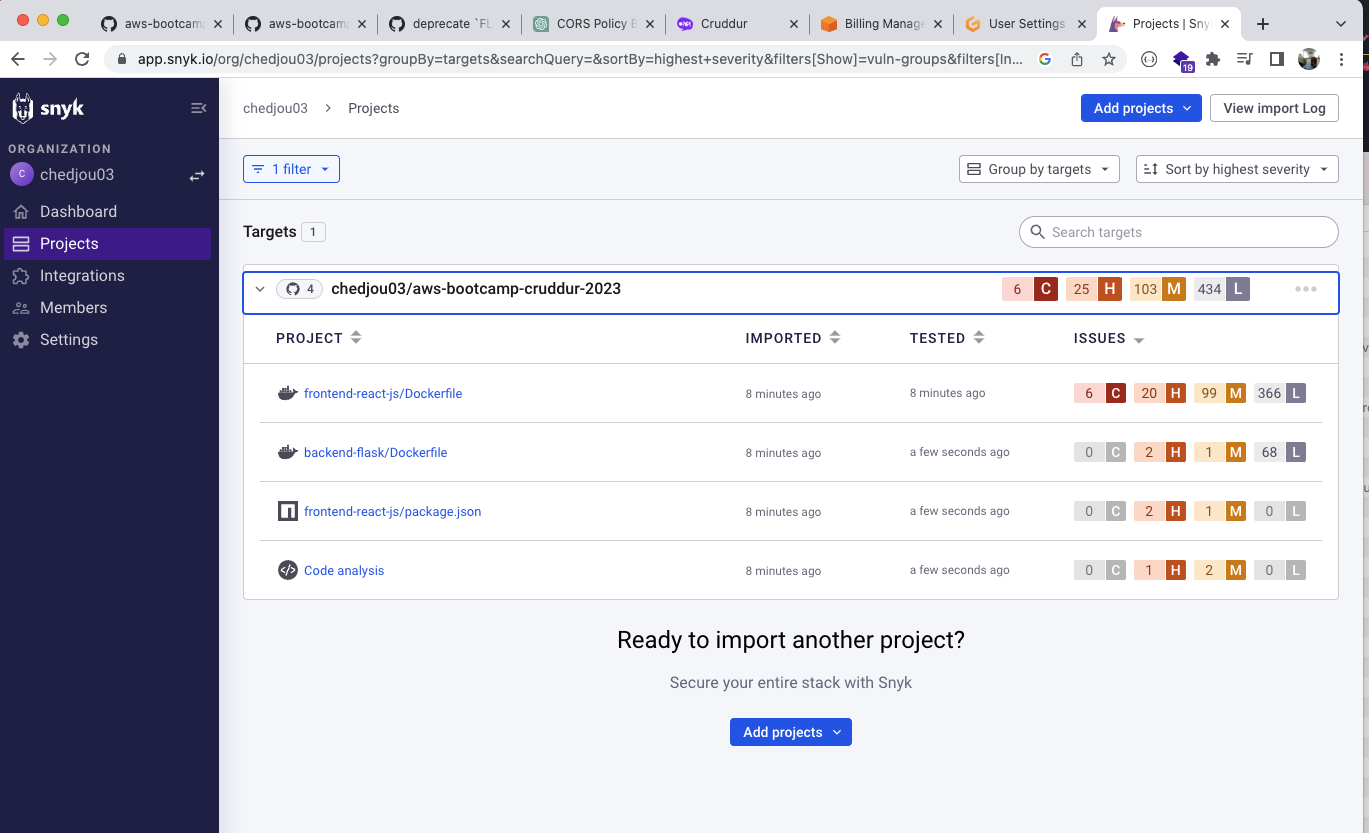 aws-bootcamp
aws-bootcamp
deprecate `FL
CORS Policy E
Cruddur
Billing Manage
User Settings
Projects | Sny
app.snyk.io/org/chedjou03/projects?groupBy=targets&searchQuery=&sortBy=highest+severity&filters[Show]=vuln-groups&filters[In...
19
snyk
chedjou03 > Projects
Add projects
View import Log
ORGANIZATION
C chedjou03
Dashboard
Projects
Integrations
Members
Settings
1 filter
Group by targets
Sort by highest severity
Targets 1
Search targets
4 chedjou03/aws-bootcamp-cruddur-2023 6 C 25 H 103 M 434 L
PROJECT IMPORTED TESTED ISSUES
frontend-react-js/Dockerfile 8 minutes ago 8 minutes ago 6 C 20 H 99 M 366 L
backend-flask/Dockerfile 8 minutes ago a few seconds ago 0 C 2 H 1 M 68 L
frontend-react-js/package.json 8 minutes ago a few seconds ago 0 C 2 H 1 M 0 L
Code analysis 8 minutes ago a few seconds ago 0 C 1 H 2 M 0 L
Ready to import another project?
Secure your entire stack with Snyk
Add projects